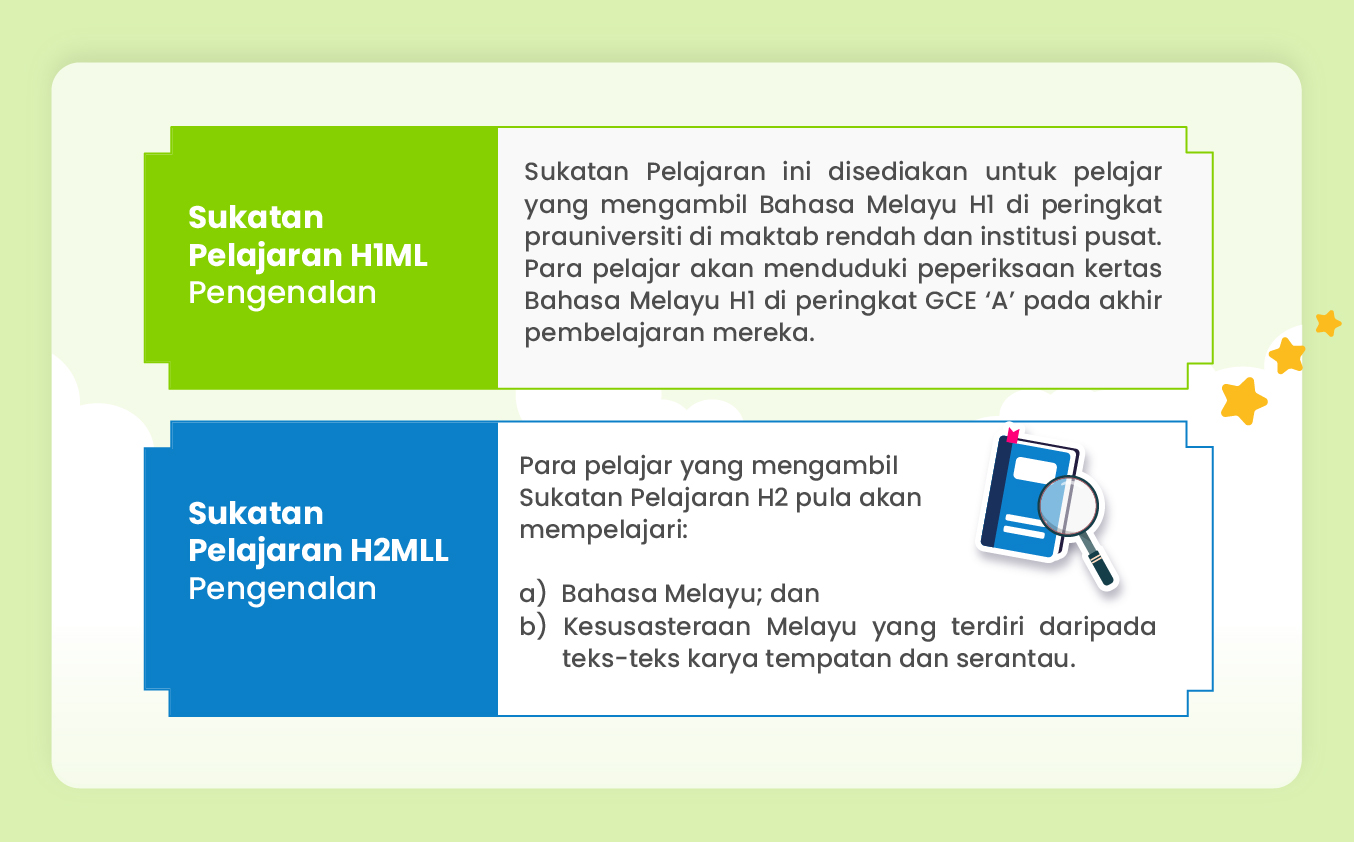 Sukatan
Pelajaran H1ML
Pengenalan
Sukatan Pelajaran ini disediakan untuk pelajar
yang mengambil Bahasa Melayu H1 di peringkat
prauniversiti di maktab rendah dan institusi pusat.
Para pelajar akan menduduki peperiksaan kertas
Bahasa Melayu H1 di peringkat GCE ‘A’ pada akhir
pembelajaran mereka.
Sukatan
Pelajaran H2MLL
Pengenalan
Para pelajar yang mengambil
Sukatan Pelajaran H2 pula akan
mempelajari:
a) Bahasa Melayu; dan
b) Kesusasteraan Melayu yang terdiri daripada
teks-teks karya tempatan dan serantau.